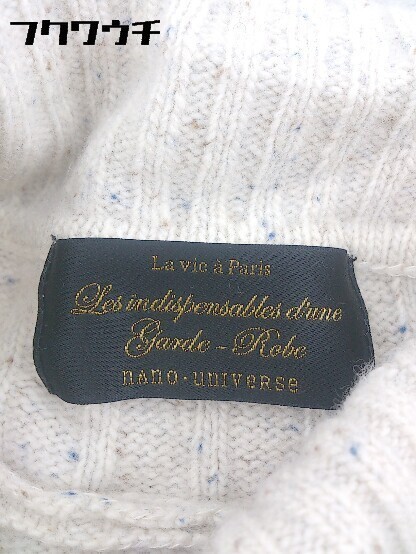 フクワウチ
La vie à Paris
Les indispensables d'une
Garde - Robe
nano・universe